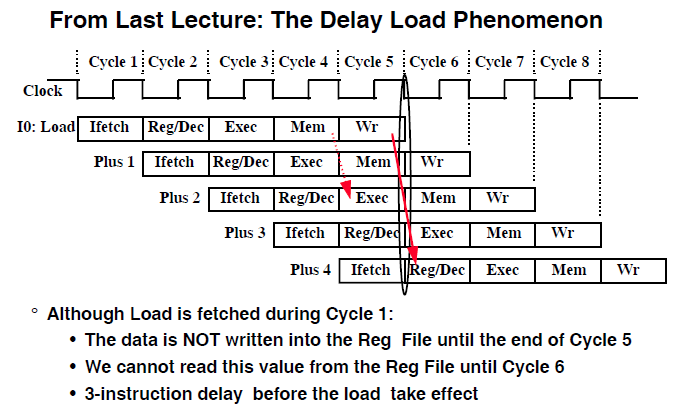 From Last Lecture: The Delay Load Phenomenon
Cycle 1 Cycle 2 Cycle 3 Cycle 4 Cycle 5 Cycle 6 Cycle 7 Cycle 8
Clock
I0: Load Ifetch Reg/Dec Exec Mem Wr
Plus 1 Ifetch Reg/Dec Exec Mem Wr
Plus 2 Ifetch Reg/Dec Exec Mem Wr
Plus 3 Ifetch Reg/Dec Exec Mem Wr
Plus 4 Ifetch Reg/Dec Exec Mem Wr
° Although Load is fetched during Cycle 1:
• The data is NOT written into the Reg File until the end of Cycle 5
• We cannot read this value from the Reg File until Cycle 6
• 3-instruction delay before the load take effect